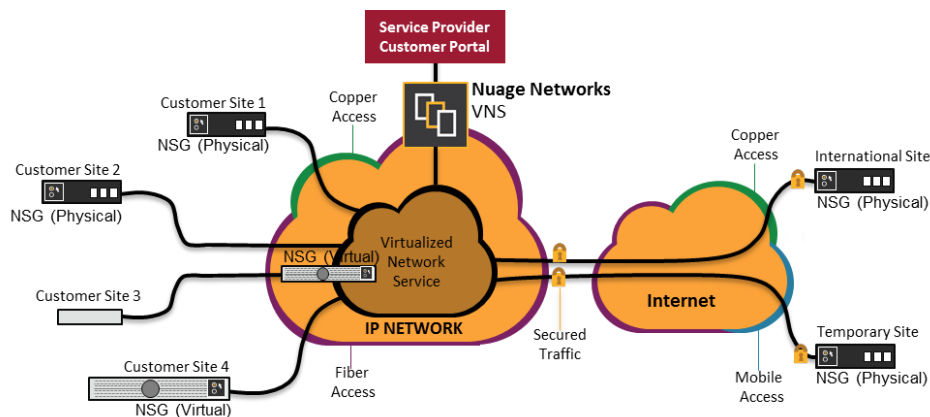 Service Provider
Customer Portal
Nuage Networks
VNS
Copper
Access
Customer Site 1
NSG (Physical)
Customer Site 2
NSG (Physical)
Customer Site 3
Customer Site 4
NSG (Virtual)
NSG (Virtual)
Virtualized
Network
Service
IP NETWORK
Fiber
Access
Secured
Traffic
Internet
Copper
Access
International Site
NSG (Physical)
Temporary Site
NSG (Physical)
Mobile
Access